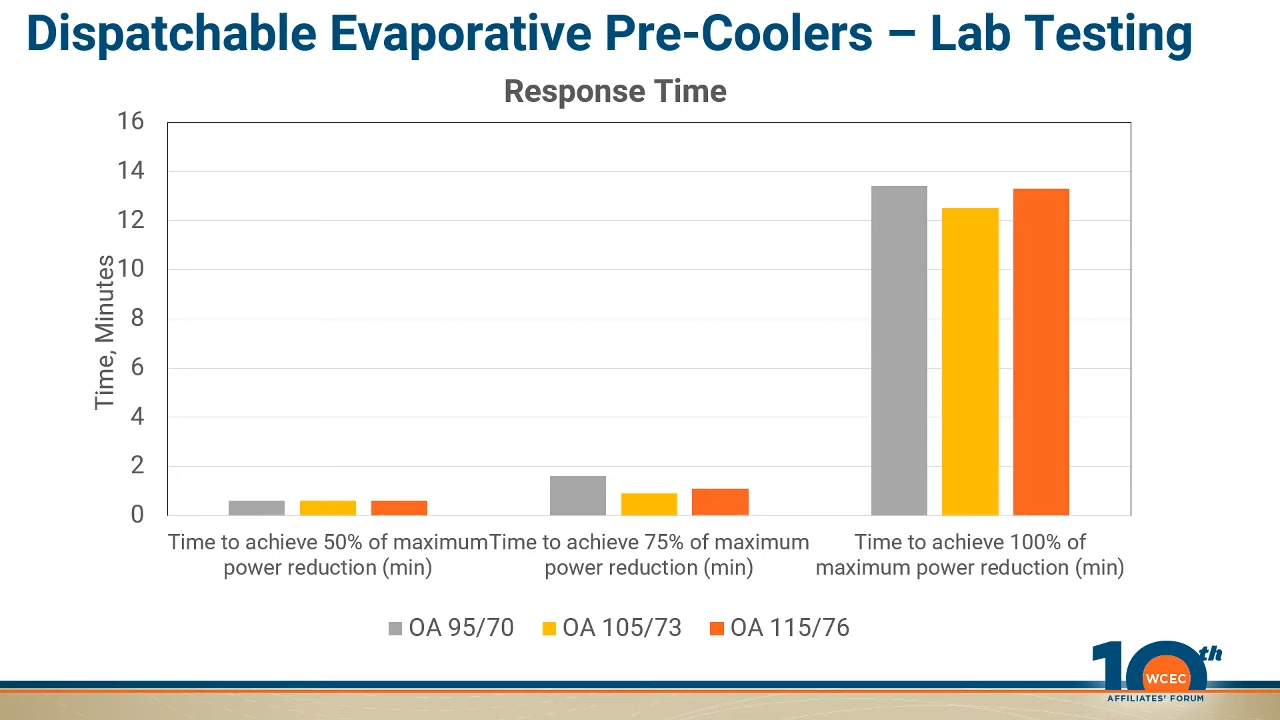 Dispatchable Evaporative Pre-Coolers – Lab Testing
Response Time
Time, Minutes
16
14
12
10
8
6
4
2
0
Time to achieve 50% of maximum
power reduction (min)
Time to achieve 75% of maximum
power reduction (min)
Time to achieve 100% of
maximum power reduction (min)
OA 95/70
OA 105/73
OA 115/76
10th
WCEC
AFFILIATES' FORUM